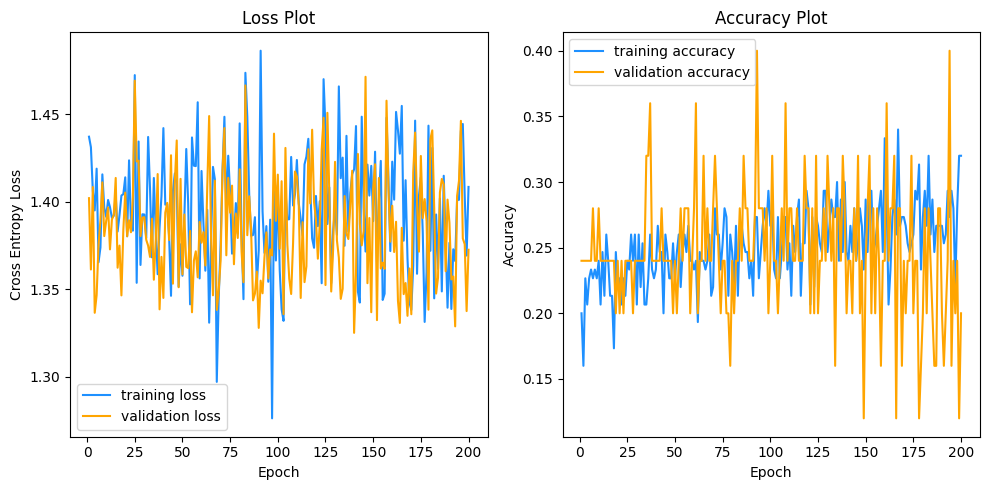 Loss Plot
Cross Entropy Loss
1.45
1.40
1.35
1.30
training loss
validation loss
0 25 50 75 100 125 150 175 200
Epoch
Accuracy Plot
Accuracy
0.40
0.35
0.30
0.25
0.20
0.15
training accuracy
validation accuracy
0 25 50 75 100 125 150 175 200
Epoch